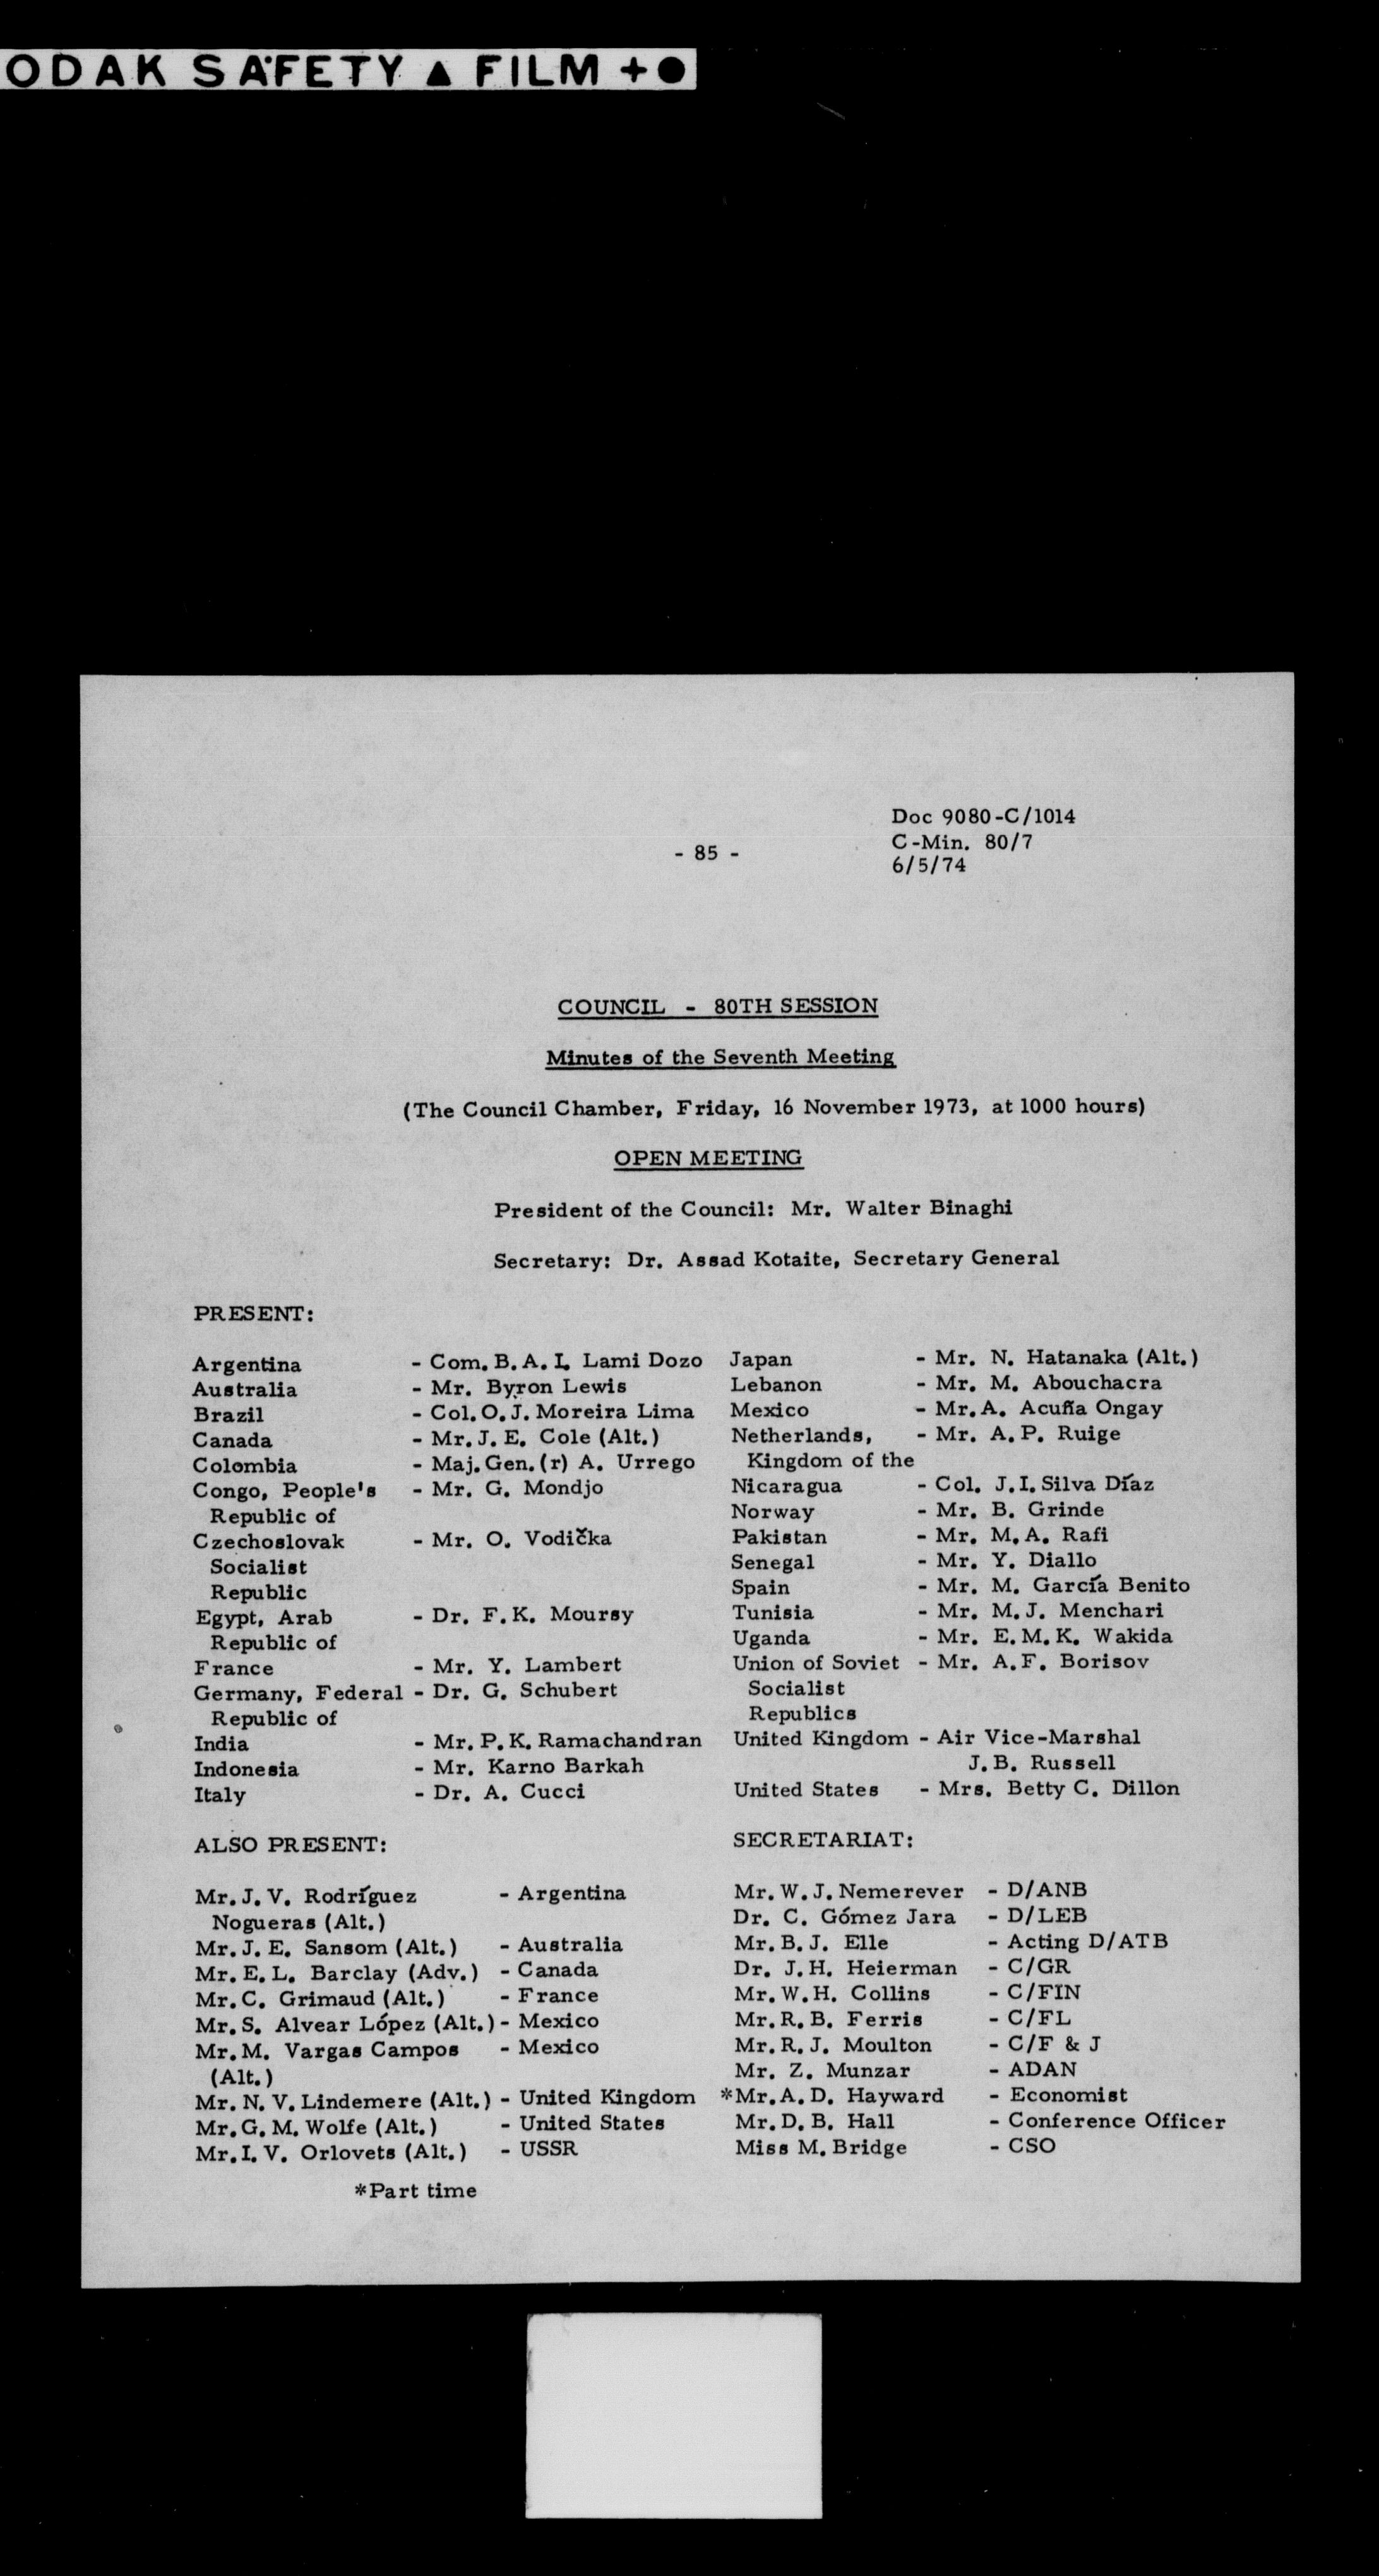 ODAK SAFETY ▲ FILM +●
Doc 9080-C/1014
- 85 -
C-Min. 80/7
6/5/74
COUNCIL - 80TH SESSION
Minutes of the Seventh Meeting
(The Council Chamber, Friday, 16 November 1973, at 1000 hours)
OPEN MEETING
President of the Council: Mr. Walter Binaghi
Secretary: Dr. Assad Kotaite, Secretary General
PRESENT:
Argentina - Com. B. A. I. Lami Dozo
Australia - Mr. Byron Lewis
Brazil - Col. O. J. Moreira Lima
Canada - Mr. J. E. Cole (Alt.)
Colombia - Maj. Gen. (r) A. Urrego
Congo, People's - Mr. G. Mondjo
Republic of
Czechoslovak - Mr. O. Vodička
Socialist
Republic
Egypt, Arab - Dr. F. K. Moursy
Republic of
France - Mr. Y. Lambert
Germany, Federal - Dr. G. Schubert
Republic of
India - Mr. P. K. Ramachandran
Indonesia - Mr. Karno Barkah
Italy - Dr. A. Cucci
Japan - Mr. N. Hatanaka (Alt.)
Lebanon - Mr. M. Abouchacra
Mexico - Mr. A. Acuña Ongay
Netherlands, - Mr. A. P. Ruige
Kingdom of the
Nicaragua - Col. J. I. Silva Díaz
Norway - Mr. B. Grinde
Pakistan - Mr. M. A. Rafi
Senegal - Mr. Y. Diallo
Spain - Mr. M. García Benito
Tunisia - Mr. M. J. Menchari
Uganda - Mr. E. M. K. Wakida
Union of Soviet - Mr. A. F. Borisov
Socialist
Republics
United Kingdom - Air Vice-Marshal
J. B. Russell
United States - Mrs. Betty C. Dillon
ALSO PRESENT:
Mr. J. V. Rodríguez - Argentina
Nogueras (Alt.)
Mr. J. E. Sansom (Alt.) - Australia
Mr. E. L. Barclay (Adv.) - Canada
Mr. C. Grimaud (Alt.) - France
Mr. S. Alvear López (Alt.) - Mexico
Mr. M. Vargas Campos - Mexico
(Alt.)
Mr. N. V. Lindemere (Alt.) - United Kingdom
Mr. G. M. Wolfe (Alt.) - United States
Mr. I. V. Orlovets (Alt.) - USSR
SECRETARIAT:
Mr. W. J. Nemerever - D/ANB
Dr. C. Gómez Jara - D/LEB
Mr. B. J. Elle - Acting D/ATB
Dr. J. H. Heierman - C/GR
Mr. W. H. Collins - C/FIN
Mr. R. B. Ferris - C/FL
Mr. R. J. Moulton - C/F & J
Mr. Z. Munzar - ADAN
*Mr. A. D. Hayward - Economist
Mr. D. B. Hall - Conference Officer
Miss M. Bridge - CSO
*Part time